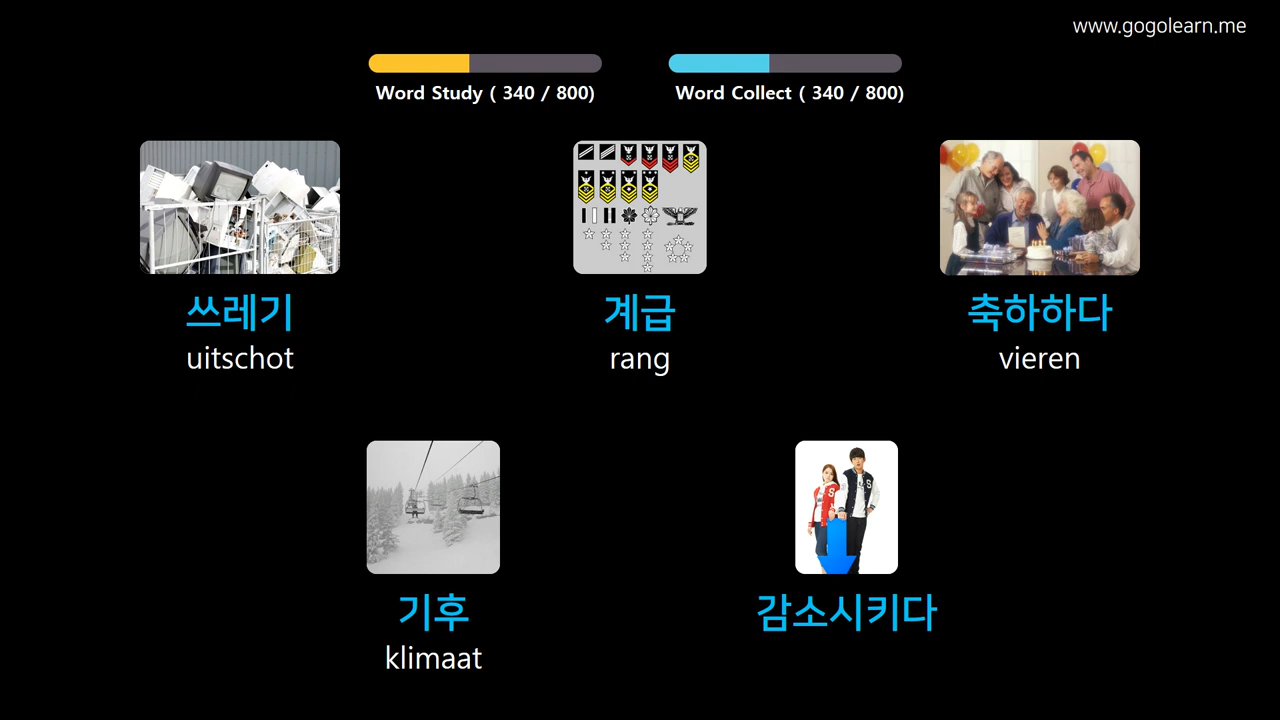 www.gogolearn.me
Word Study ( 340 / 800)
Word Collect ( 340 / 800)
쓰레기
uitschot
계급
rang
축하하다
vieren
기후
klimaat
감소시키다